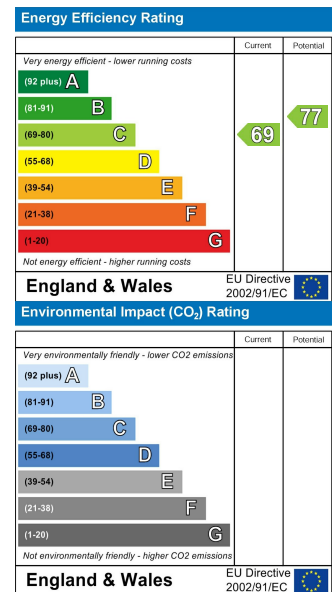 Energy Efficiency Rating
Current Potential
Very energy efficient - lower running costs
(92 plus) A
(81-91) B
77
(69-80) C
69
(55-68) D
(39-54) E
(21-38) F
(1-20) G
Not energy efficient - higher running costs
England & Wales
EU Directive
2002/91/EC
Environmental Impact (CO₂) Rating
Current Potential
Very environmentally friendly - lower CO2 emissions
(92 plus) A
(81-91) B
(69-80) C
(55-68) D
(39-54) E
(21-38) F
(1-20) G
Not environmentally friendly - higher CO2 emissions
England & Wales
EU Directive
2002/91/EC